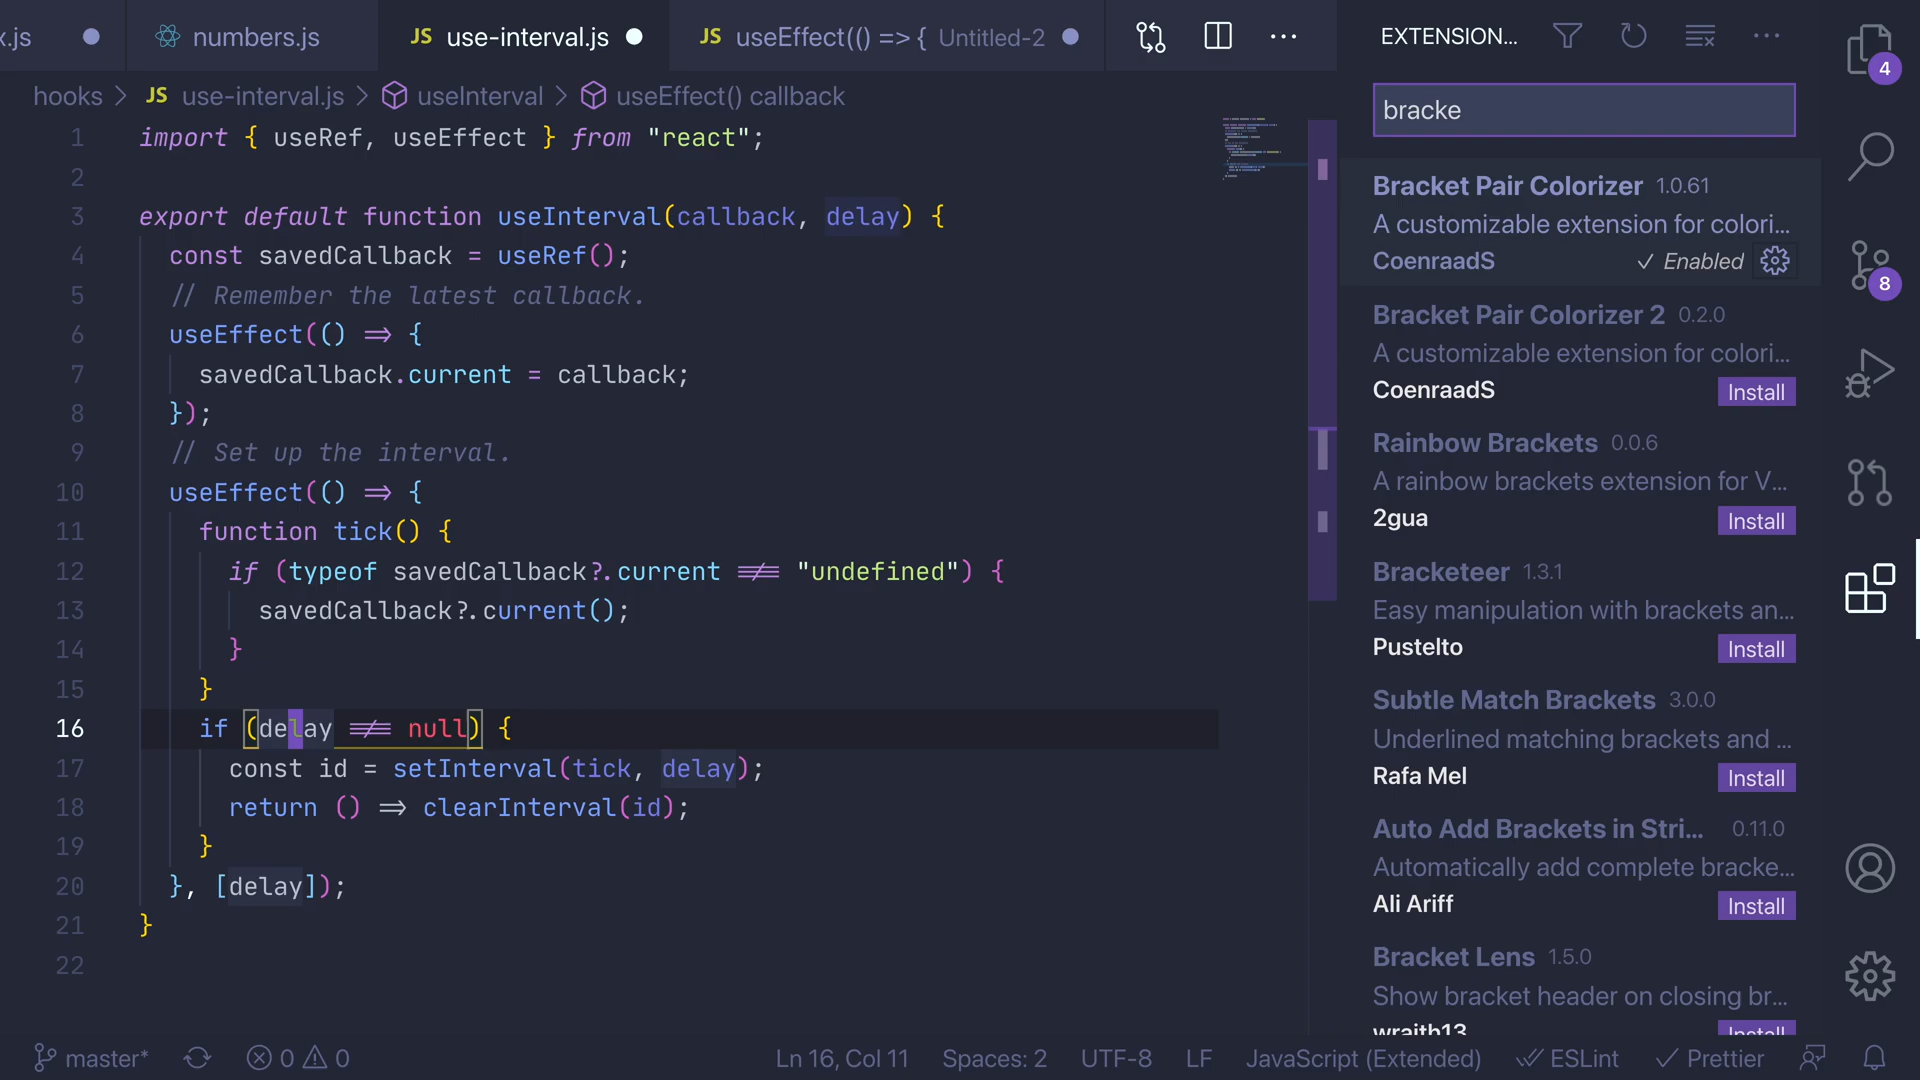 x.js
numbers.js
JS use-interval.js
JS useEffect(() => { Untitled-2
EXTENSION...
4
hooks > JS use-interval.js > useInterval > useEffect() callback
bracke
1 import { useRef, useEffect } from "react";
2
3 export default function useInterval(callback, delay) {
4 const savedCallback = useRef();
5 // Remember the latest callback.
6 useEffect(() => {
7 savedCallback.current = callback;
8 });
9 // Set up the interval.
10 useEffect(() => {
11 function tick() {
12 if (typeof savedCallback?.current !== "undefined") {
13 savedCallback?.current();
14 }
15 }
16 if (delay !== null) {
17 const id = setInterval(tick, delay);
18 return () => clearInterval(id);
19 }
20 }, [delay]);
21 }
22
Bracket Pair Colorizer 1.0.61
A customizable extension for colori...
CoenraadS ✓ Enabled
8
Bracket Pair Colorizer 2 0.2.0
A customizable extension for colori...
CoenraadS Install
Rainbow Brackets 0.0.6
A rainbow brackets extension for V...
2gua Install
Bracketeer 1.3.1
Easy manipulation with brackets an...
Pustelto Install
Subtle Match Brackets 3.0.0
Underlined matching brackets and ...
Rafa Mel Install
Auto Add Brackets in Stri... 0.11.0
Automatically add complete bracke...
Ali Ariff Install
Bracket Lens 1.5.0
Show bracket header on closing br...
wraith13 Install
master* 0 0 Ln 16, Col 11 Spaces: 2 UTF-8 LF JavaScript (Extended) ESLint Prettier